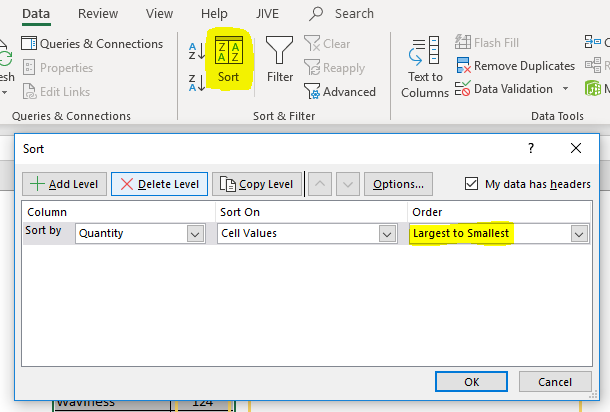 Data Review View Help JIVE Search
Queries & Connections
Properties
Edit Links
Queries & Connections
Sort
Filter
Clear
Reapply
Advanced
Sort & Filter
Text to
Columns
Flash Fill
Remove Duplicates
Data Validation
Data Tools
Sort ?
Add Level Delete Level Copy Level Options... My data has headers
Column Sort On Order
Sort by Quantity Cell Values Largest to Smallest
OK Cancel
Waviness 124